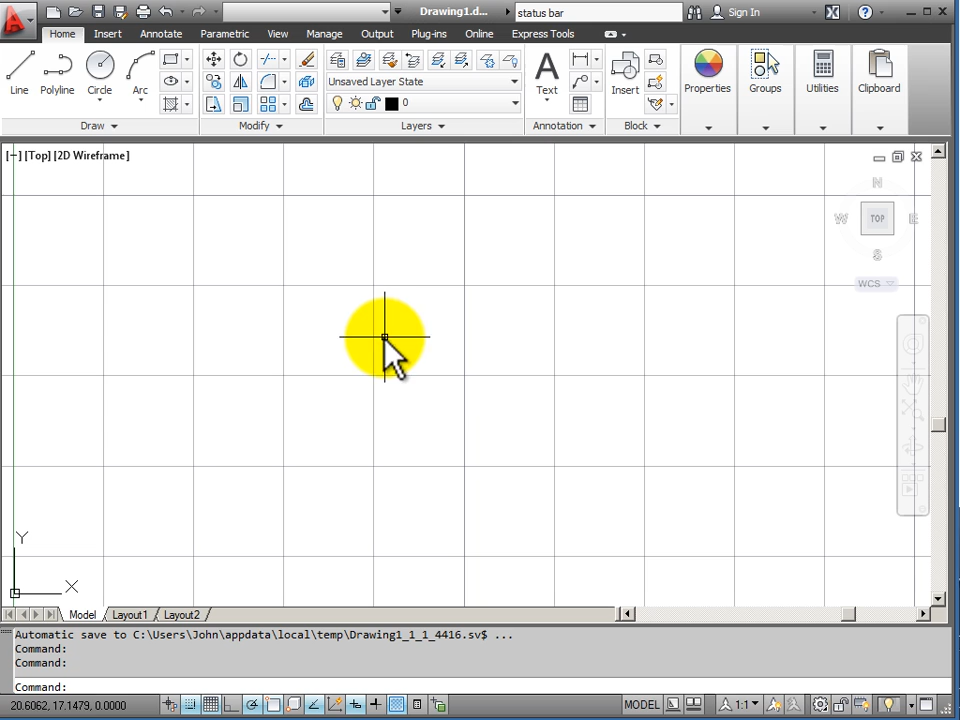 Drawing1.d...
status bar
Sign In
Home Insert Annotate Parametric View Manage Output Plug-ins Online Express Tools
Unsaved Layer State
0
Line Polyline Circle Arc
Text
Insert
Properties Groups Utilities Clipboard
Draw Modify Layers Annotation Block
[−] [Top] [2D Wireframe]
N
W TOP E
S
WCS
Y
X
Model Layout1 Layout2
Automatic save to C:\Users\John\appdata\local\temp\Drawing1_1_1_4416.sv$ ...
Command:
Command:
Command:
20.6062, 17.1479, 0.0000
MODEL
1:1